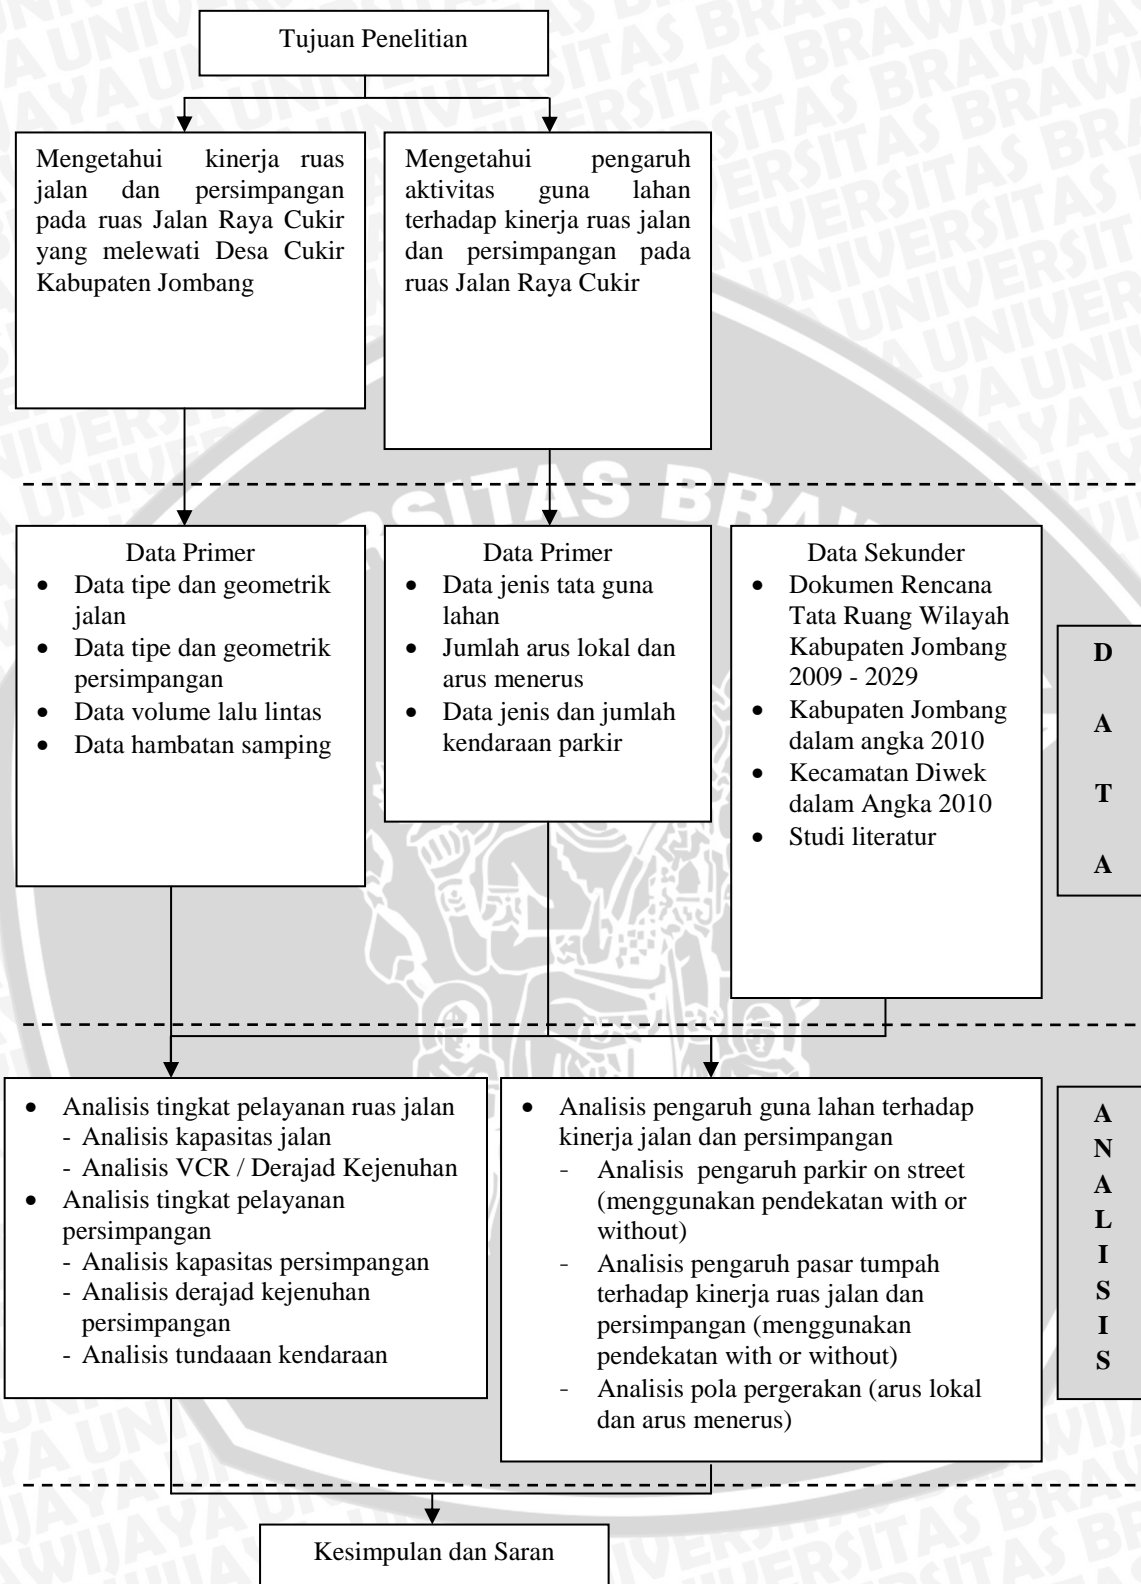 Tujuan Penelitian
Mengetahui kinerja ruas
jalan dan persimpangan
pada ruas Jalan Raya Cukir
yang melewati Desa Cukir
Kabupaten Jombang
Mengetahui pengaruh
aktivitas guna lahan
terhadap kinerja ruas jalan
dan persimpangan pada
ruas Jalan Raya Cukir
Data Primer
• Data tipe dan geometrik
jalan
• Data tipe dan geometrik
persimpangan
• Data volume lalu lintas
• Data hambatan samping
Data Primer
• Data jenis tata guna
lahan
• Jumlah arus lokal dan
arus menerus
• Data jenis dan jumlah
kendaraan parkir
Data Sekunder
• Dokumen Rencana
Tata Ruang Wilayah
Kabupaten Jombang
2009 - 2029
• Kabupaten Jombang
dalam angka 2010
• Kecamatan Diwek
dalam Angka 2010
• Studi literatur
D
A
T
A
• Analisis tingkat pelayanan ruas jalan
- Analisis kapasitas jalan
- Analisis VCR / Derajad Kejenuhan
• Analisis tingkat pelayanan
persimpangan
- Analisis kapasitas persimpangan
- Analisis derajad kejenuhan
persimpangan
- Analisis tundaaan kendaraan
• Analisis pengaruh guna lahan terhadap
kinerja jalan dan persimpangan
- Analisis pengaruh parkir on street
(menggunakan pendekatan with or
without)
- Analisis pengaruh pasar tumpah
terhadap kinerja ruas jalan dan
persimpangan (menggunakan
pendekatan with or without)
- Analisis pola pergerakan (arus lokal
dan arus menerus)
A
N
A
L
I
S
I
S
Kesimpulan dan Saran